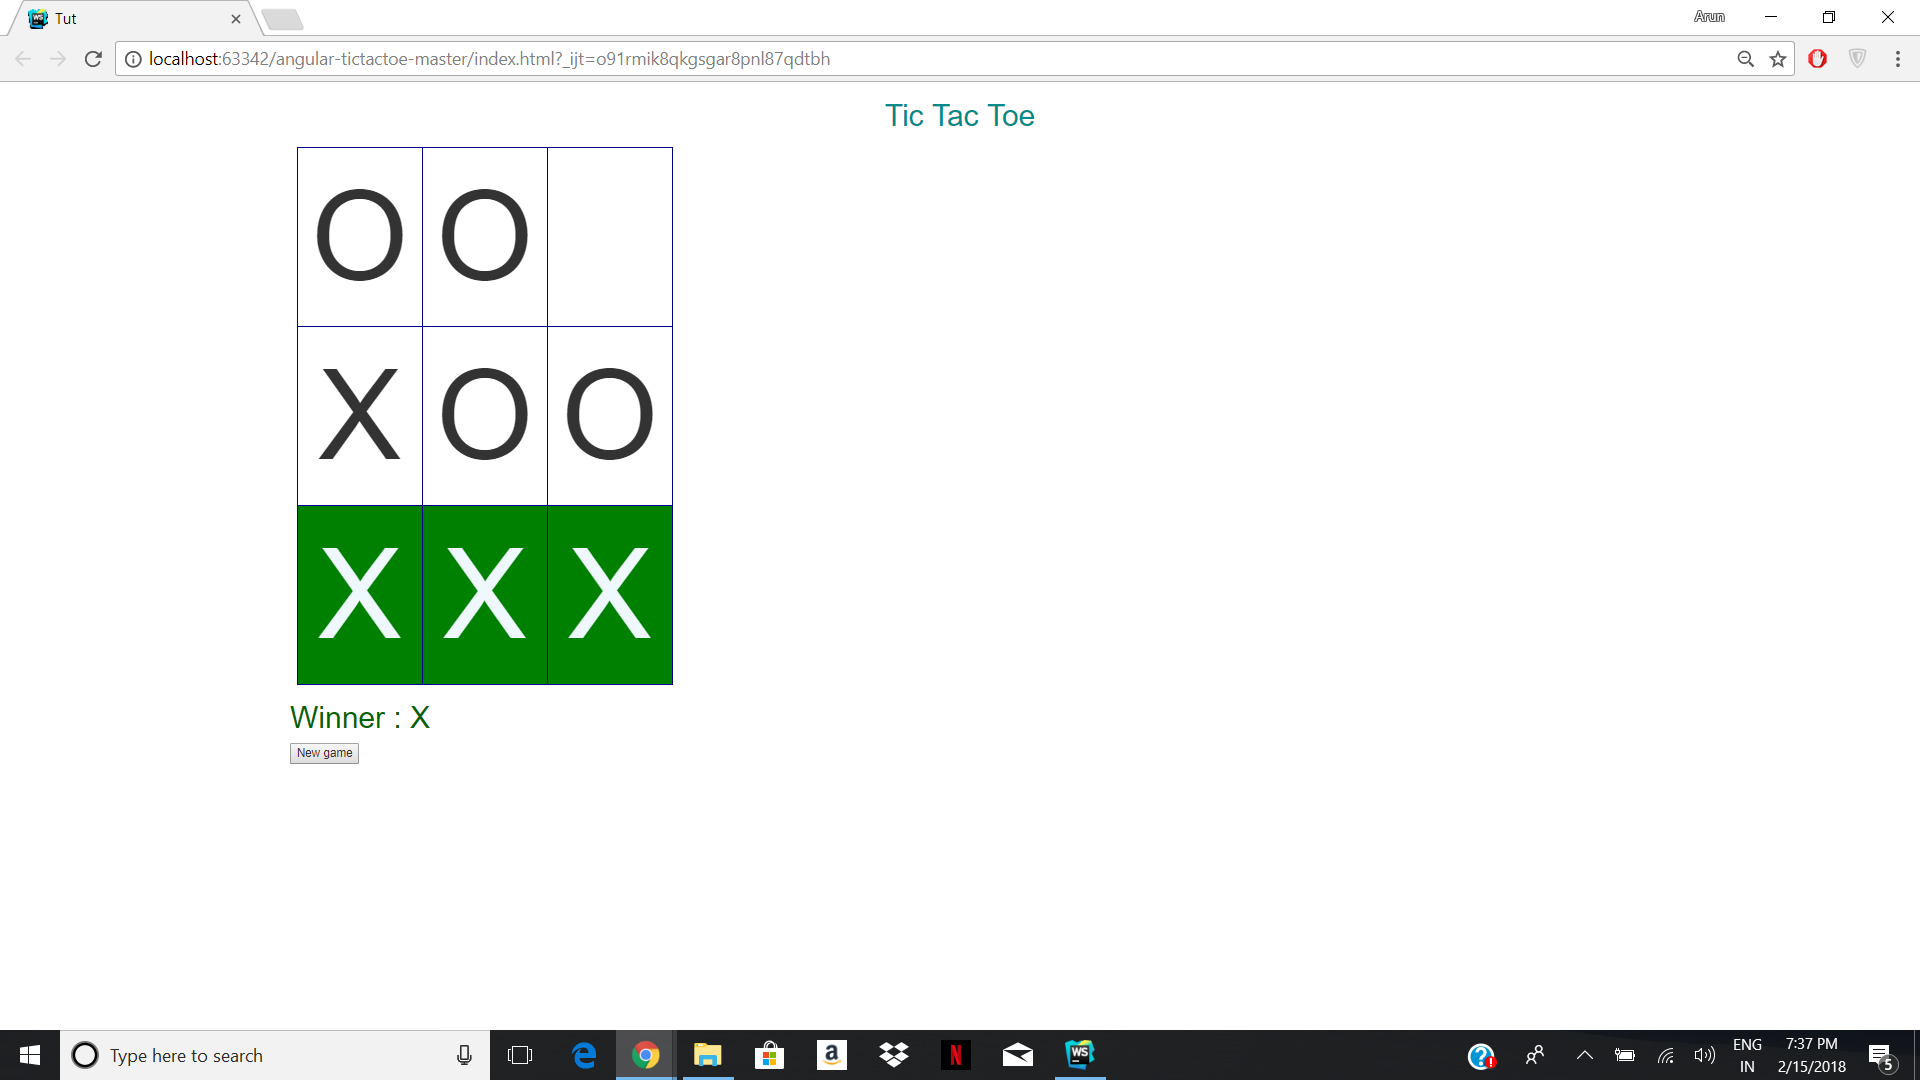 Tut
Arun
localhost:63342/angular-tictactoe-master/index.html?_ijt=o91rmik8qkgsgar8pnl87qdtbh
Tic Tac Toe
O O
X O O
X X X
Winner : X
New game
Type here to search
ENG
IN
7:37 PM
2/15/2018
5